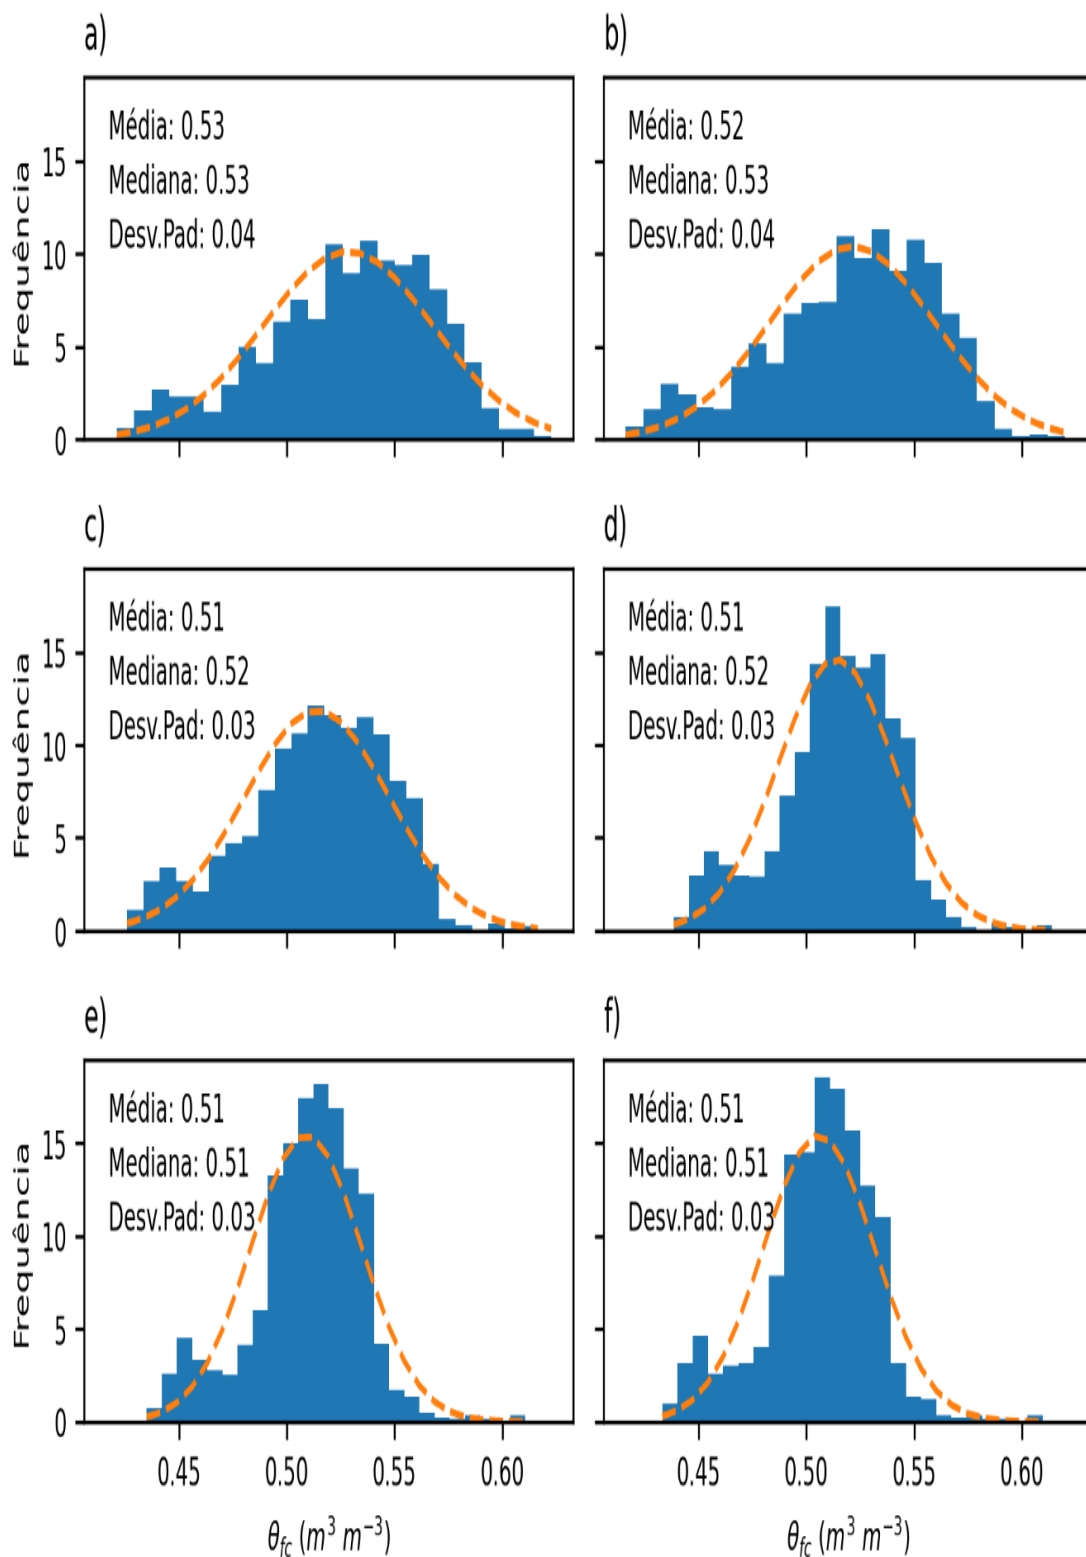 a)
Média: 0.53
Mediana: 0.53
Desv.Pad: 0.04
Frequência
15
10
5
0
b)
Média: 0.52
Mediana: 0.53
Desv.Pad: 0.04
c)
Média: 0.51
Mediana: 0.52
Desv.Pad: 0.03
Frequência
15
10
5
0
d)
Média: 0.51
Mediana: 0.52
Desv.Pad: 0.03
e)
Média: 0.51
Mediana: 0.51
Desv.Pad: 0.03
Frequência
15
10
5
0
0.45 0.50 0.55 0.60
θfc (m³ m⁻³)
f)
Média: 0.51
Mediana: 0.51
Desv.Pad: 0.03
0.45 0.50 0.55 0.60
θfc (m³ m⁻³)